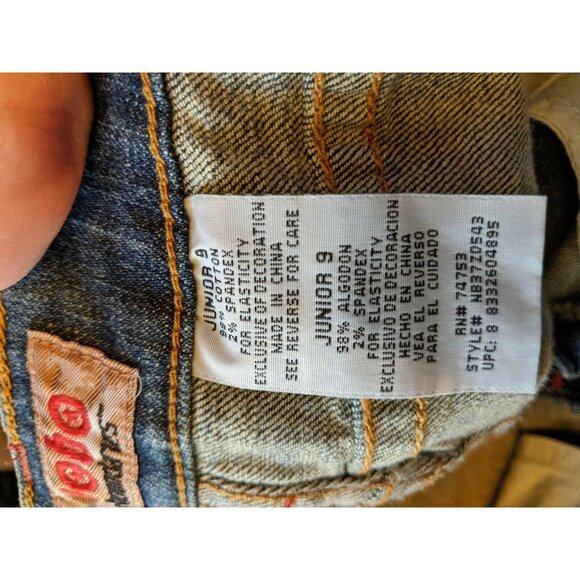 JUNIOR 9
98% COTTON
2% SPANDEX
FOR ELASTICITY
EXCLUSIVE OF DECORATION
MADE IN CHINA
SEE REVERSE FOR CARE
JUNIOR 9
98% ALGODON
2% SPANDEX
FOR ELASTICITY
EXCLUSIVO DE DECORACION
HECHO EN CHINA
VEA EL REVERSO
PARA EL CUIDADO
RN# 74753
STYLE# NB37ZM543
UPC: 8 8332604895